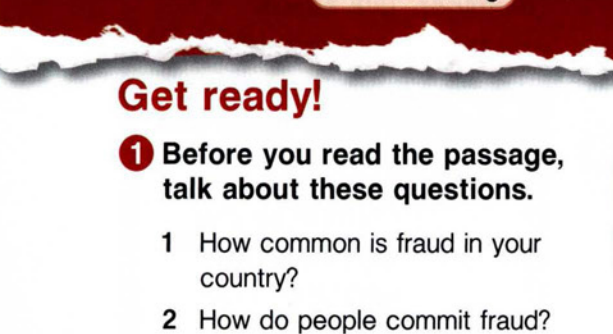 Get ready!
1 Before you read the passage,
talk about these questions.
1 How common is fraud in your
country?
2 How do people commit fraud?